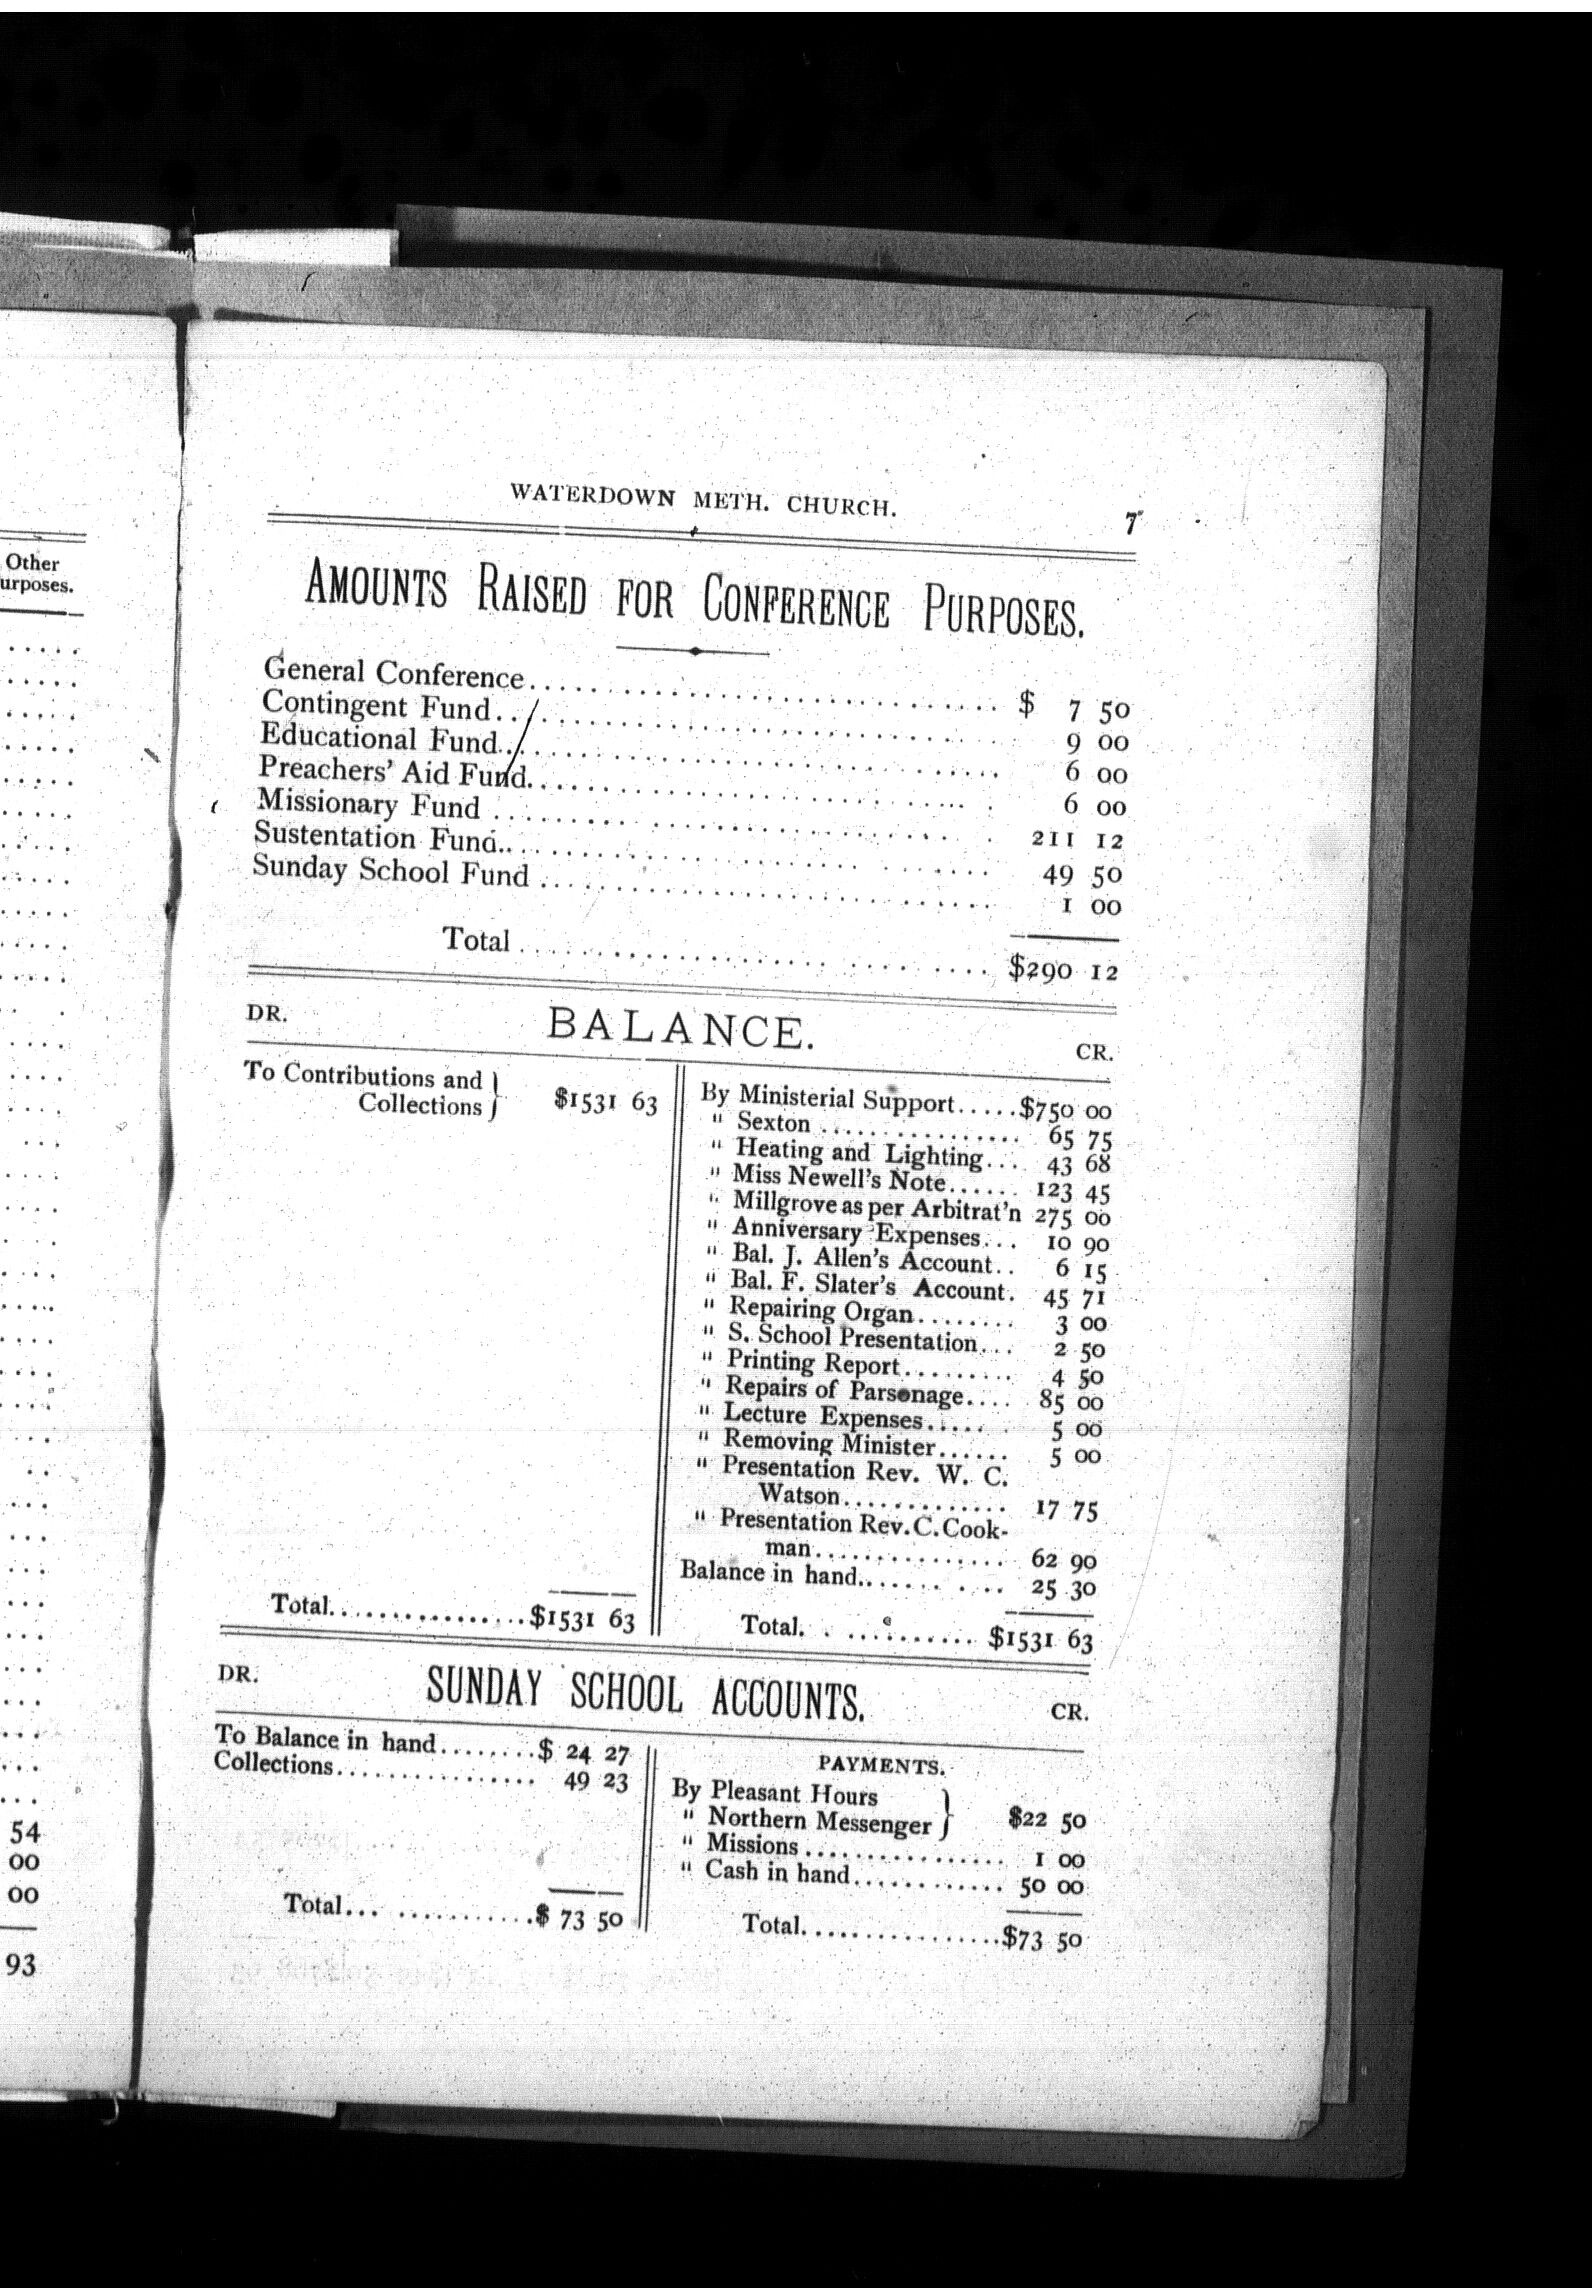 Other
urposes.
54
00
00
93
WATERDOWN METH. CHURCH. 7
AMOUNTS RAISED FOR CONFERENCE PURPOSES.
General Conference........ $ 7 50
Contingent Fund........ 9 00
Educational Fund........ 6 00
Preachers' Aid Fund........ 6 00
Missionary Fund........ 211 12
Sustentation Fund........ 49 50
Sunday School Fund........ 1 00
Total........ $290 12
DR. BALANCE. CR.
To Contributions and }
Collections } $1531 63
Total........ $1531 63
By Ministerial Support.....$750 00
" Sexton........ 65 75
" Heating and Lighting... 43 68
" Miss Newell's Note...... 123 45
" Millgrove as per Arbitrat'n 275 00
" Anniversary Expenses... 10 90
" Bal. J. Allen's Account.. 6 15
" Bal. F. Slater's Account. 45 71
" Repairing Organ........ 3 00
" S. School Presentation... 2 50
" Printing Report......... 4 50
" Repairs of Parsonage.... 85 00
" Lecture Expenses..... 5 00
" Removing Minister...... 5 00
" Presentation Rev. W. C.
Watson............. 17 75
" Presentation Rev. C. Cook-
man............... 62 90
Balance in hand........ 25 30
Total........ $1531 63
DR. SUNDAY SCHOOL ACCOUNTS. CR.
To Balance in hand........$ 24 27
Collections................ 49 23
Total..............$ 73 50
PAYMENTS.
By Pleasant Hours }
" Northern Messenger } $22 50
" Missions................ 1 00
" Cash in hand............ 50 00
Total................$73 50